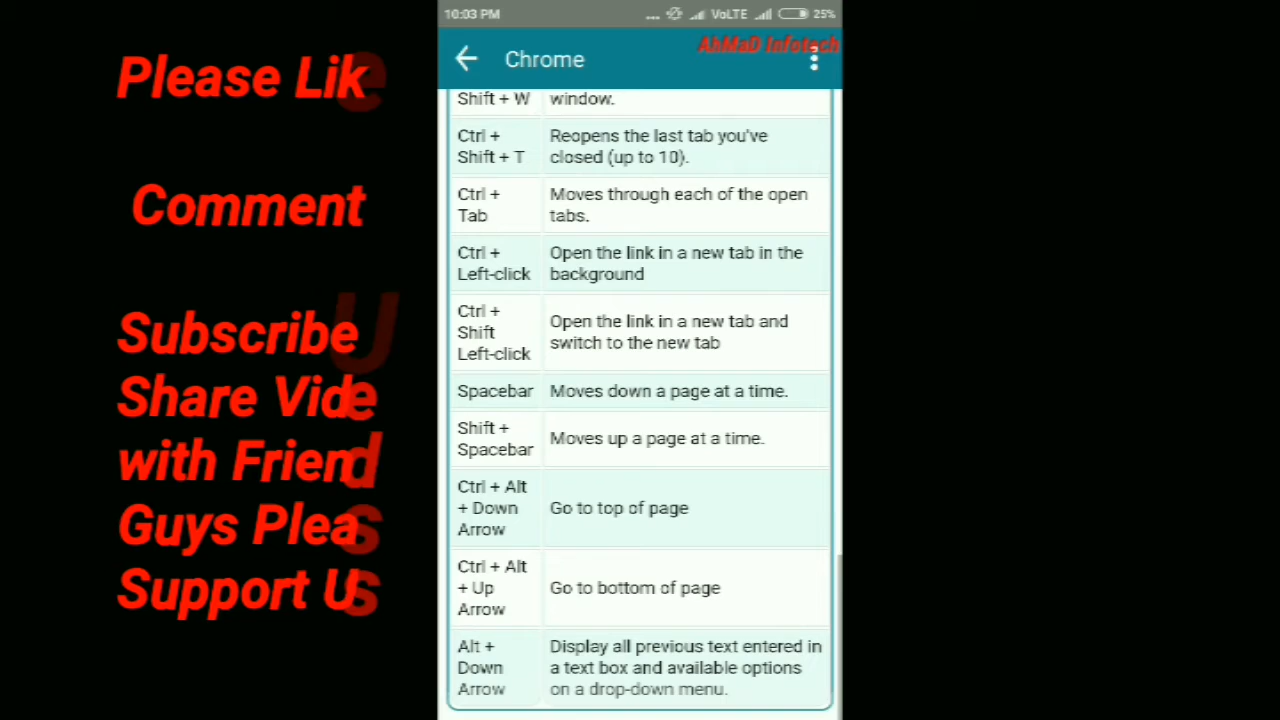 Please Like
Comment
Subscribe U
Share Vide
with Friend
Guys Pleas
Support Us
10:03 PM
... VoLTE 25%
AhMaD Infotech
Chrome
Shift + W window.
Ctrl + Reopens the last tab you've
Shift + T closed (up to 10).
Ctrl + Moves through each of the open
Tab tabs.
Ctrl + Open the link in a new tab in the
Left-click background
Ctrl +
Shift Open the link in a new tab and
Left-click switch to the new tab
Spacebar Moves down a page at a time.
Shift + Moves up a page at a time.
Spacebar
Ctrl + Alt
+ Down Go to top of page
Arrow
Ctrl + Alt
+ Up Go to bottom of page
Arrow
Alt + Display all previous text entered in
Down a text box and available options
Arrow on a drop-down menu.